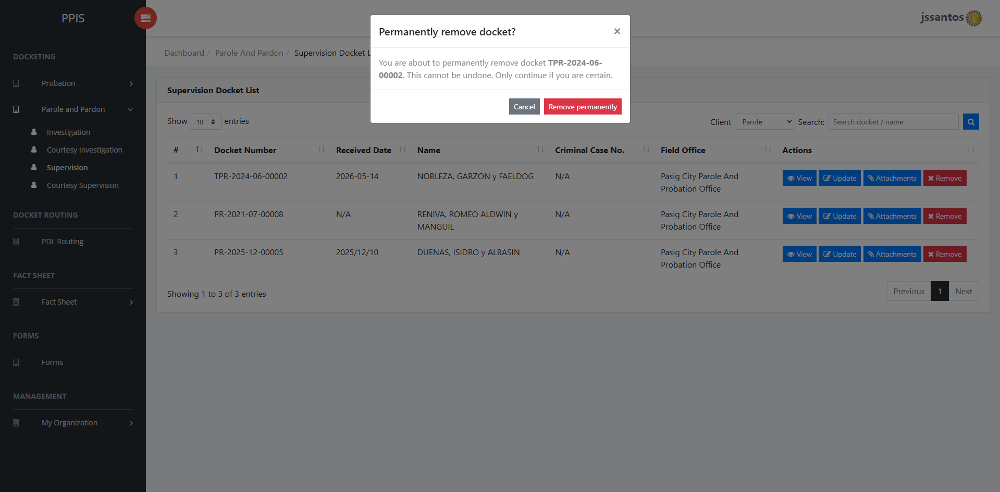 PPIS
jssantos
Permanently remove docket?
×
You are about to permanently remove docket TPR-2024-06-
00002. This cannot be undone. Only continue if you are certain.
Cancel Remove permanently
DOCKETING
Probation
Parole and Pardon
Investigation
Courtesy Investigation
Supervision
Courtesy Supervision
DOCKET ROUTING
PDL Routing
FACT SHEET
Fact Sheet
FORMS
Forms
MANAGEMENT
My Organization
Dashboard / Parole And Pardon / Supervision Docket L
Supervision Docket List
Show 10 entries Client Parole Search: Search docket / name
# Docket Number Received Date Name Criminal Case No. Field Office Actions
1 TPR-2024-06-00002 2026-05-14 NOBLEZA, GARZON y FAELDOG N/A Pasig City Parole And View Update Attachments Remove
Probation Office
2 PR-2021-07-00008 N/A RENIVA, ROMEO ALDWIN y N/A Pasig City Parole And View Update Attachments Remove
MANGUIL Probation Office
3 PR-2025-12-00005 2025/12/10 DUENAS, ISIDRO y ALBASIN N/A Pasig City Parole And View Update Attachments Remove
Probation Office
Showing 1 to 3 of 3 entries Previous 1 Next